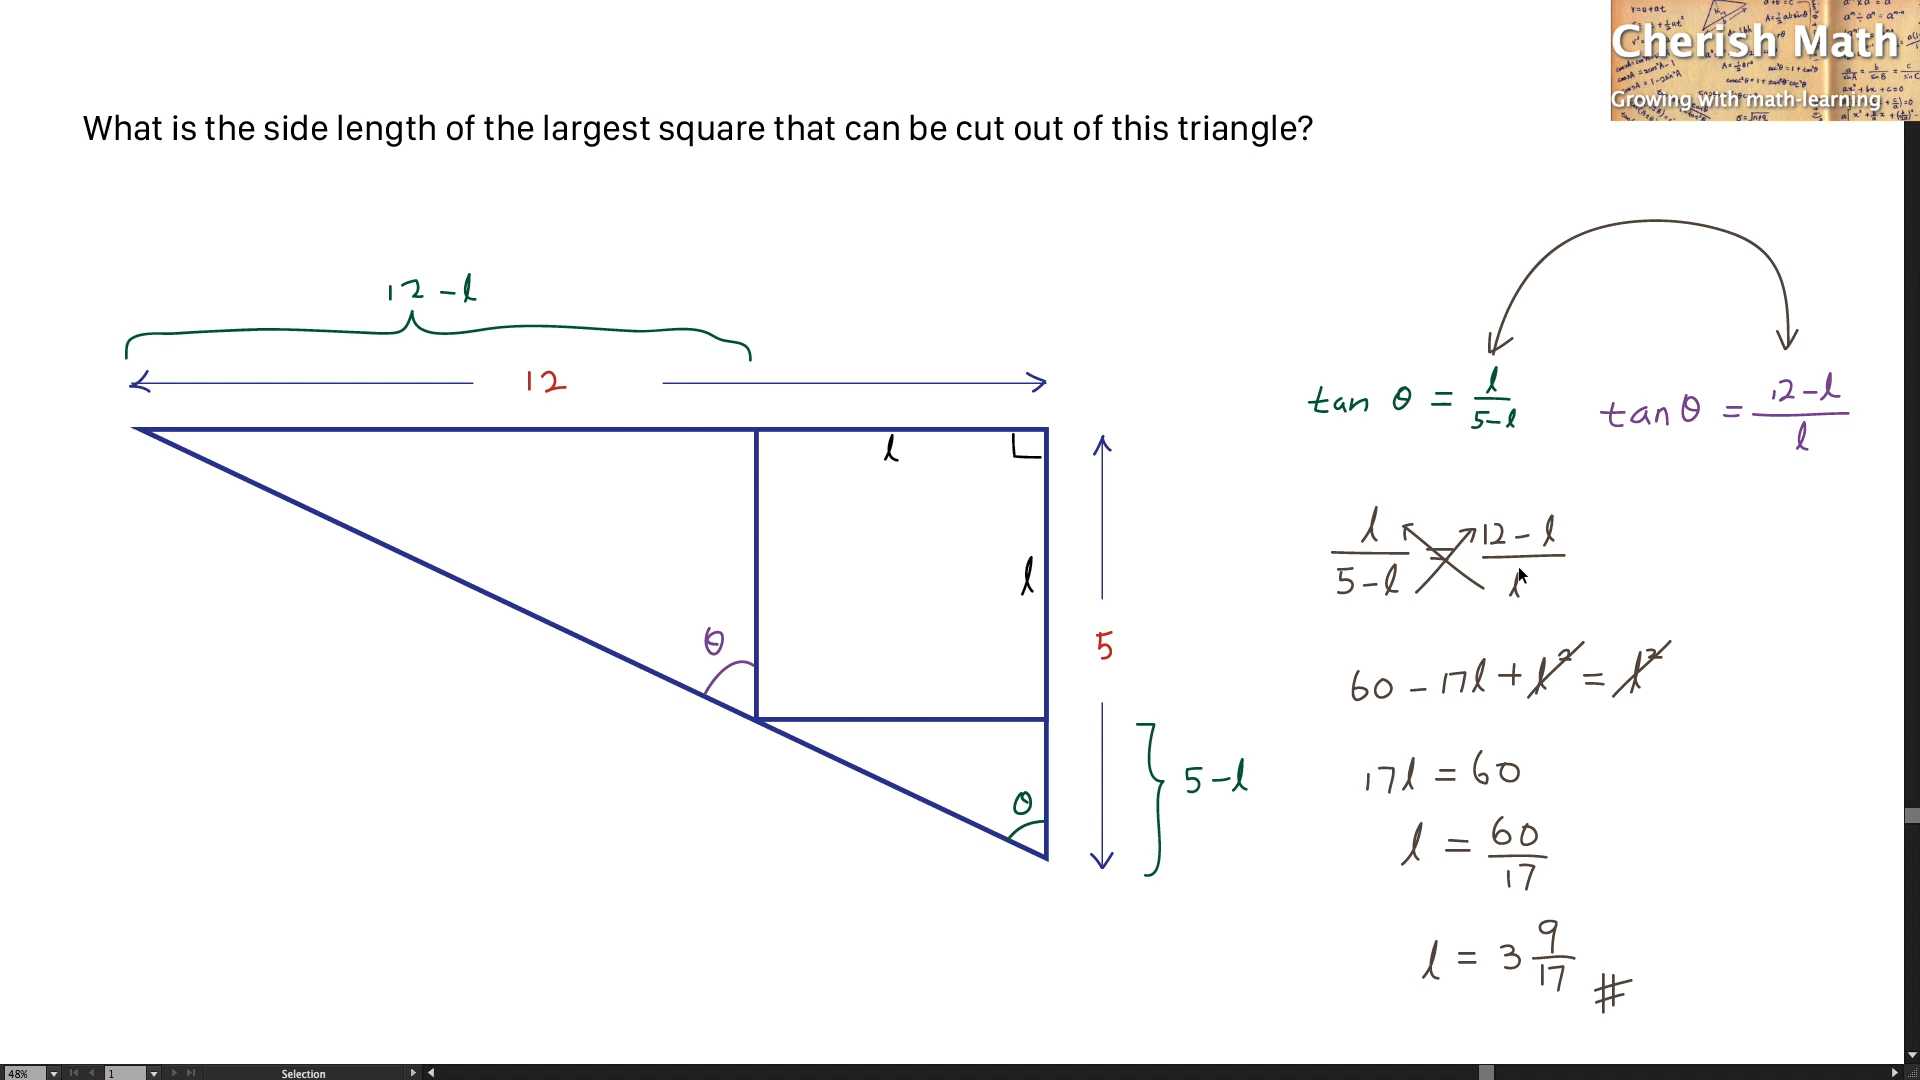 Cherish Math
Growing with math-learning
What is the side length of the largest square that can be cut out of this triangle?
12 - l
12
l
l
5
θ
θ
5 - l
tan θ = l / 5-l
tan θ = 12-l / l
l / 5-l = 12-l / l
60 - 17l + l² = l²
17l = 60
l = 60 / 17
l = 3 9/17 #
48%
1
Selection